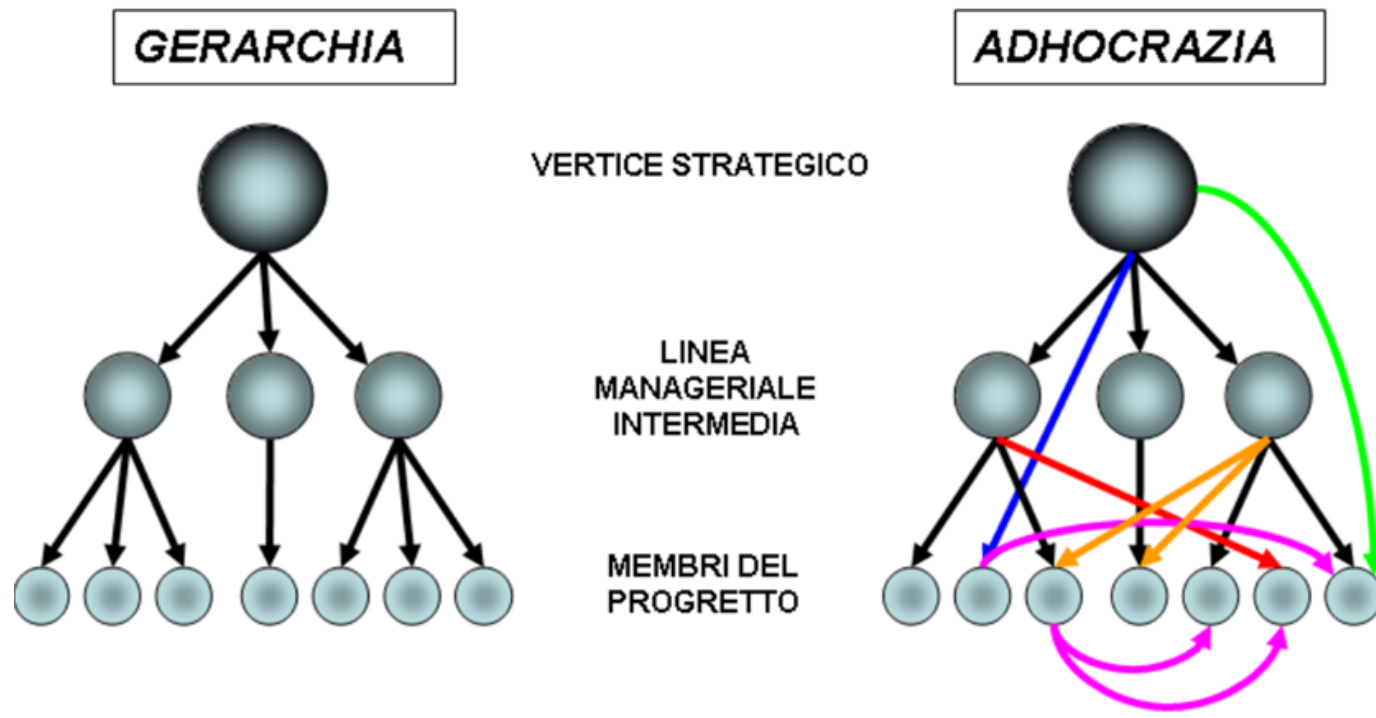 GERARCHIA
ADHOCRAZIA
VERTICE STRATEGICO
LINEA
MANAGERIALE
INTERMEDIA
MEMBRI DEL
PROGRETTO